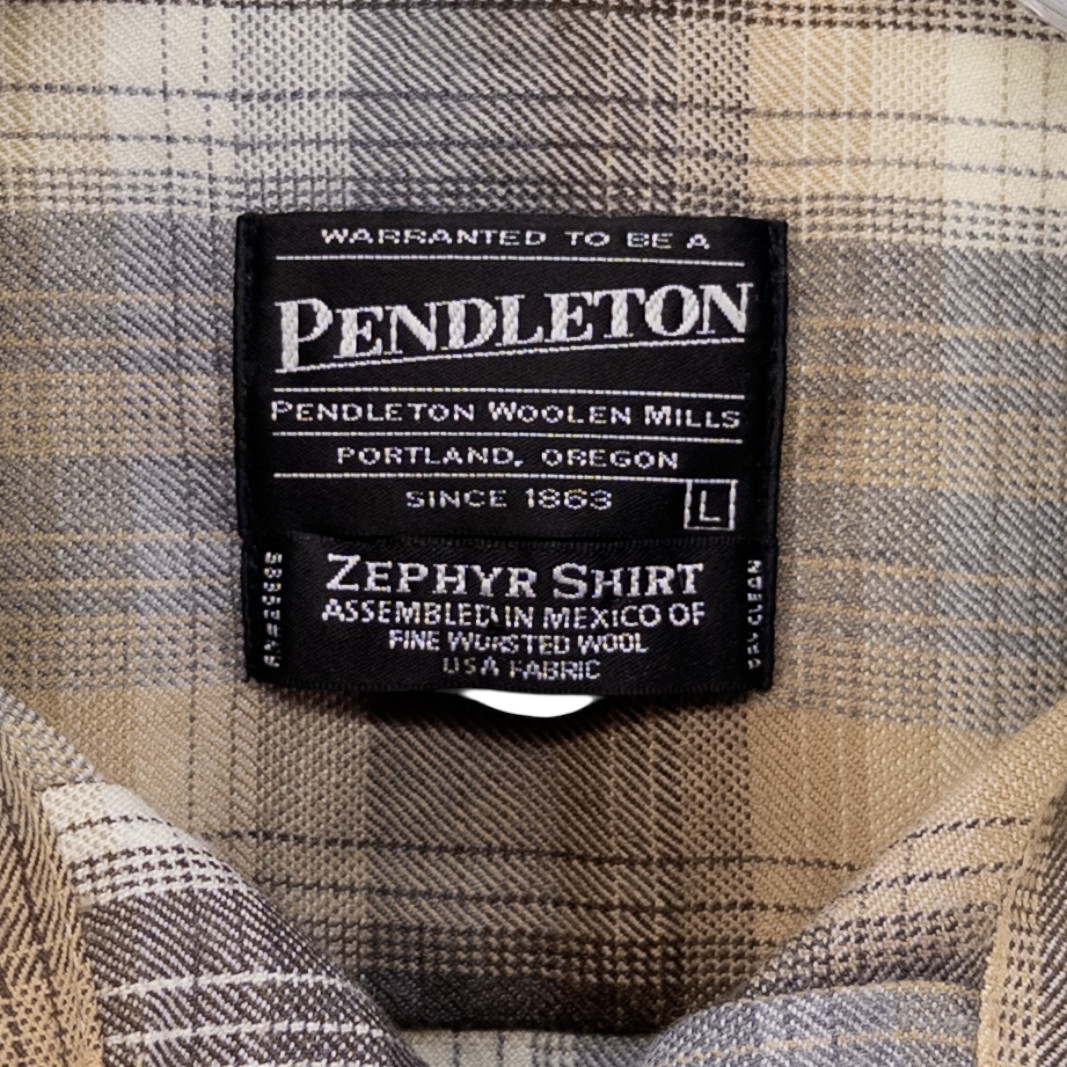 WARRANTED TO BE A
PENDLETON
PENDLETON WOOLEN MILLS
PORTLAND, OREGON
SINCE 1863
L
ZEPHYR SHIRT
ASSEMBLED IN MEXICO OF
FINE WORSTED WOOL
USA FABRIC